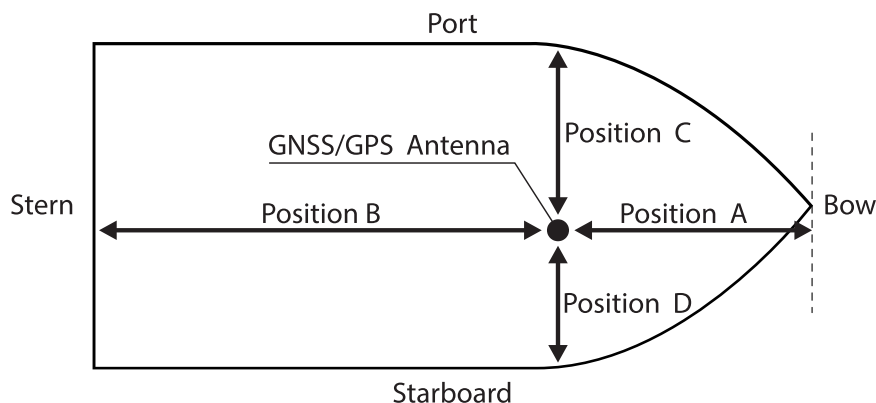 Port
Position C
GNSS/GPS Antenna
Stern
Position B
Position A
Bow
Position D
Starboard